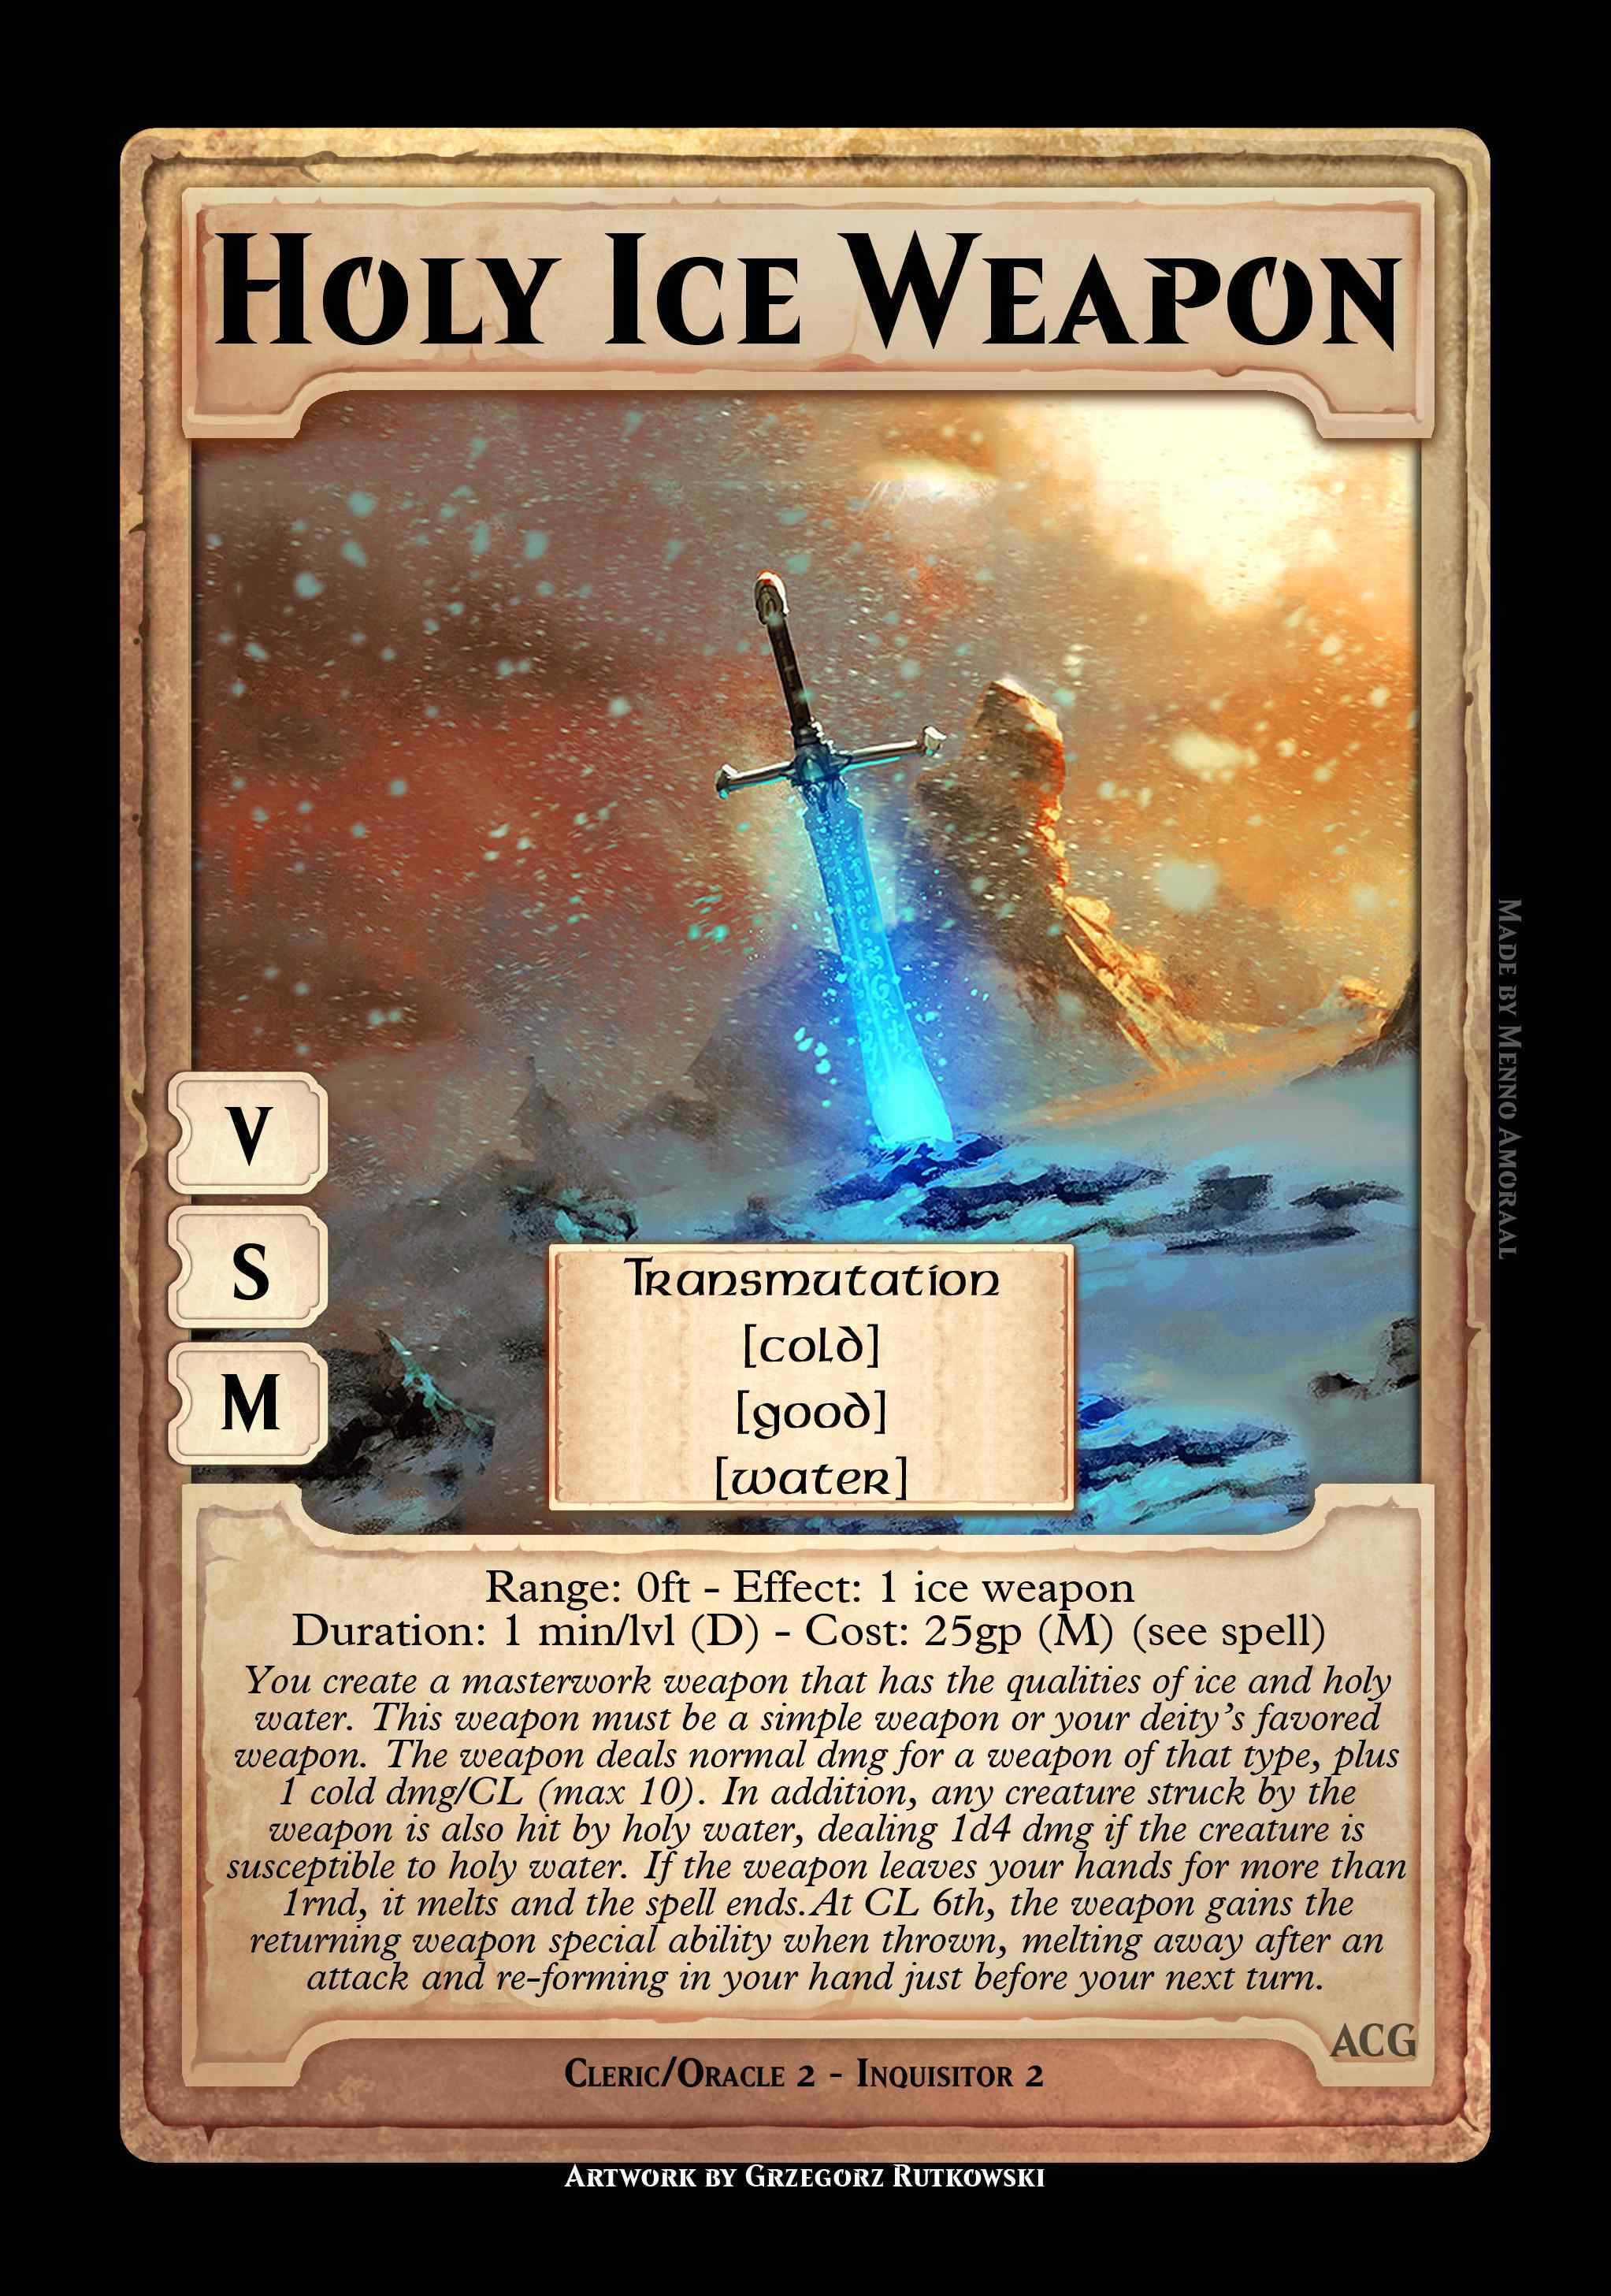 Holy Ice Weapon
V
S
M
Transmutation
[cold]
[good]
[water]
Range: 0ft - Effect: 1 ice weapon
Duration: 1 min/lvl (D) - Cost: 25gp (M) (see spell)
You create a masterwork weapon that has the qualities of ice and holy
water. This weapon must be a simple weapon or your deity's favored
weapon. The weapon deals normal dmg for a weapon of that type, plus
1 cold dmg/CL (max 10). In addition, any creature struck by the
weapon is also hit by holy water, dealing 1d4 dmg if the creature is
susceptible to holy water. If the weapon leaves your hands for more than
1rnd, it melts and the spell ends.At CL 6th, the weapon gains the
returning weapon special ability when thrown, melting away after an
attack and re-forming in your hand just before your next turn.
ACG
Cleric/Oracle 2 - Inquisitor 2
Artwork by Grzegorz Rutkowski
Made by Menno Amoraal